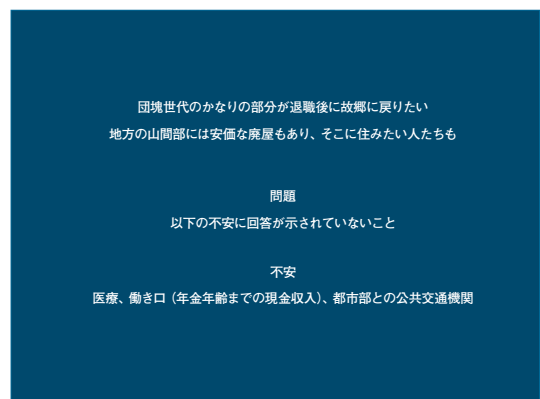 団塊世代のかなりの部分が退職後に故郷に戻りたい
地方の山間部には安価な廃屋もあり、そこに住みたい人たちも
問題
以下の不安に回答が示されていないこと
不安
医療、働き口（年金年齢までの現金収入）、都市部との公共交通機関